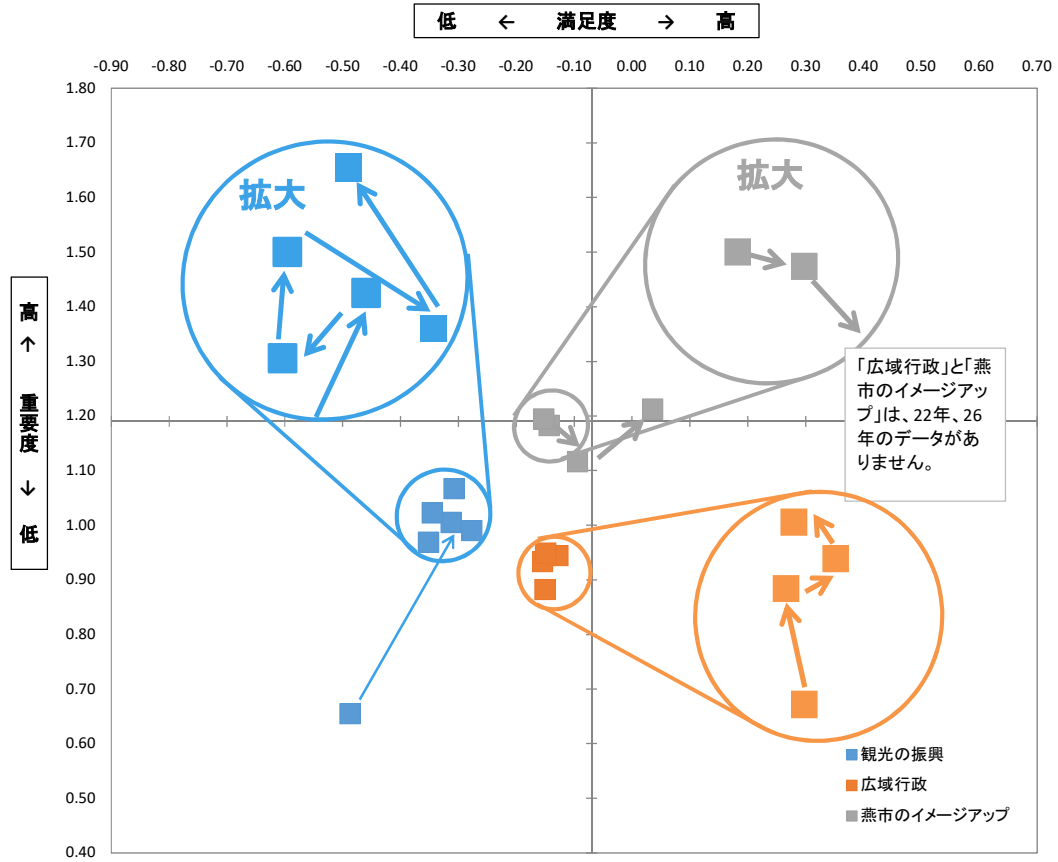 低 ← 満足度 → 高
-0.90 -0.80 -0.70 -0.60 -0.50 -0.40 -0.30 -0.20 -0.10 0.00 0.10 0.20 0.30 0.40 0.50 0.60 0.70
1.80
1.70
1.60
1.50
1.40
1.30
1.20
1.10
1.00
0.90
0.80
0.70
0.60
0.50
0.40
高 ↑ 重要度 ↓ 低
拡大
拡大
「広域行政」と「燕
市のイメージアッ
プ」は、22年、26
年のデータがあ
りません。
観光の振興
広域行政
燕市のイメージアップ